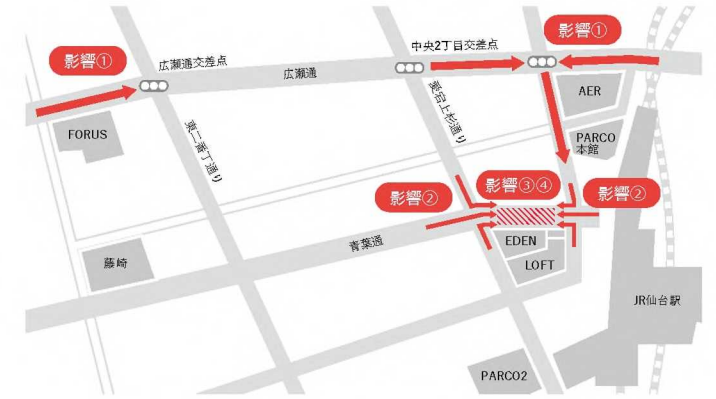 影響①
中央2丁目交差点
影響①
広瀬通交差点
広瀬通
AER
FORUS
愛宕上杉通り
東二番丁通り
PARCO
本館
影響②
影響③④
影響②
青葉通
EDEN
LOFT
藤崎
JR仙台駅
PARCO2